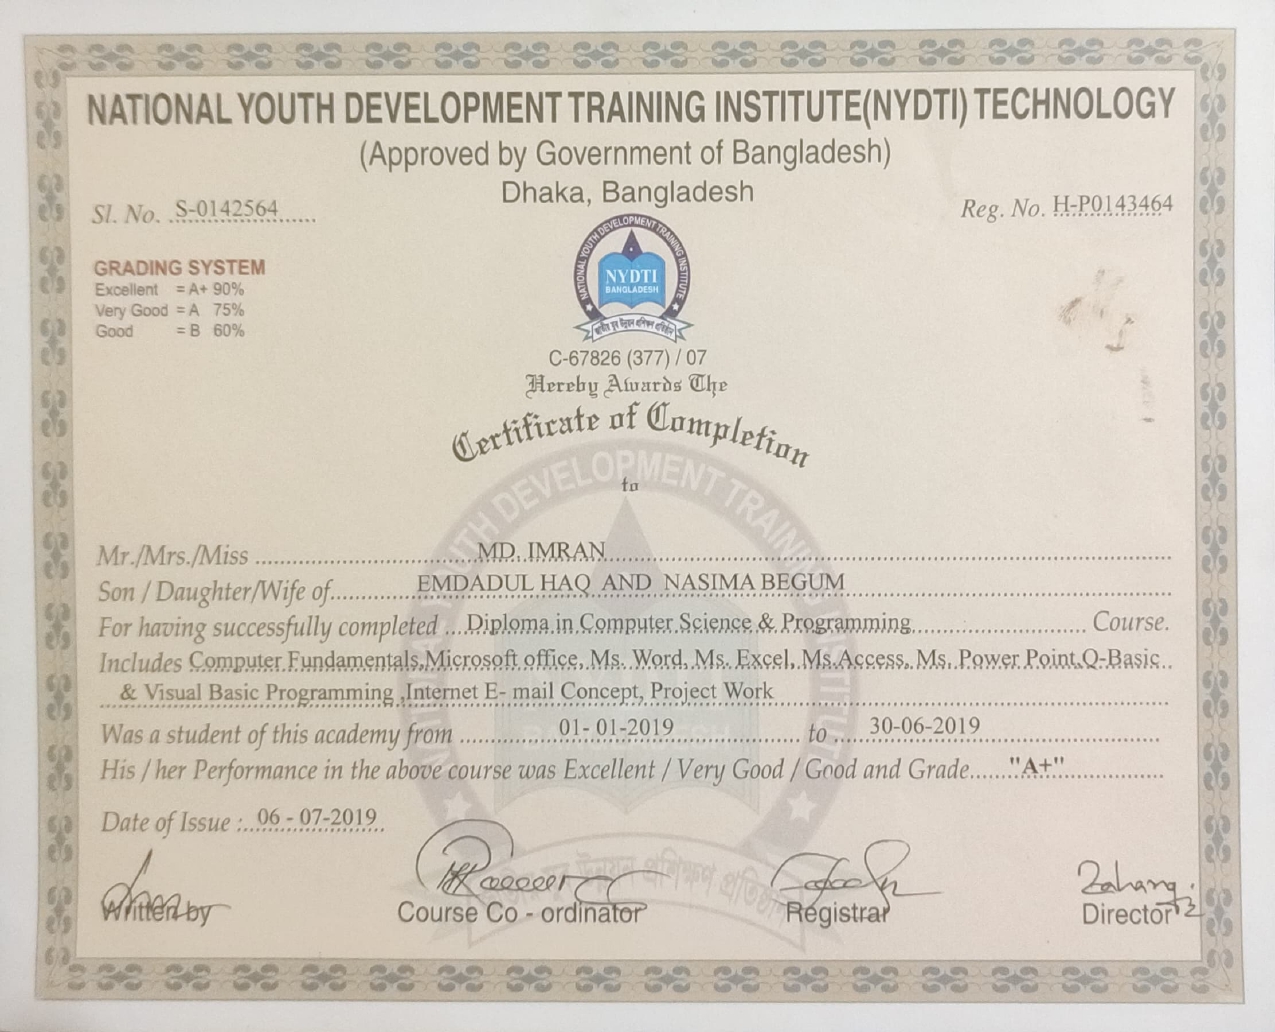 NATIONAL YOUTH DEVELOPMENT TRAINING INSTITUTE(NYDTI) TECHNOLOGY
(Approved by Government of Bangladesh)
Dhaka, Bangladesh
Sl. No. S-0142564
Reg. No. H-P0143464
GRADING SYSTEM
Excellent = A+ 90%
Very Good = A 75%
Good = B 60%
NATIONAL YOUTH DEVELOPMENT TRAINING INSTITUTE
NYDTI
BANGLADESH
C-67826 (377) / 07
Hereby Awards The
Certificate of Completion
to
Mr./Mrs./Miss MD. IMRAN
Son / Daughter/Wife of EMDADUL HAQ AND NASIMA BEGUM
For having successfully completed Diploma in Computer Science & Programming Course.
Includes Computer Fundamentals,Microsoft office, Ms. Word, Ms. Excel, Ms.Access, Ms. Power Point,Q-Basic
& Visual Basic Programming ,Internet E- mail Concept, Project Work
Was a student of this academy from 01- 01-2019 to 30-06-2019
His / her Performance in the above course was Excellent / Very Good / Good and Grade "A+"
Date of Issue : 06 - 07-2019
Written by
Course Co - ordinator
Registrar
Director